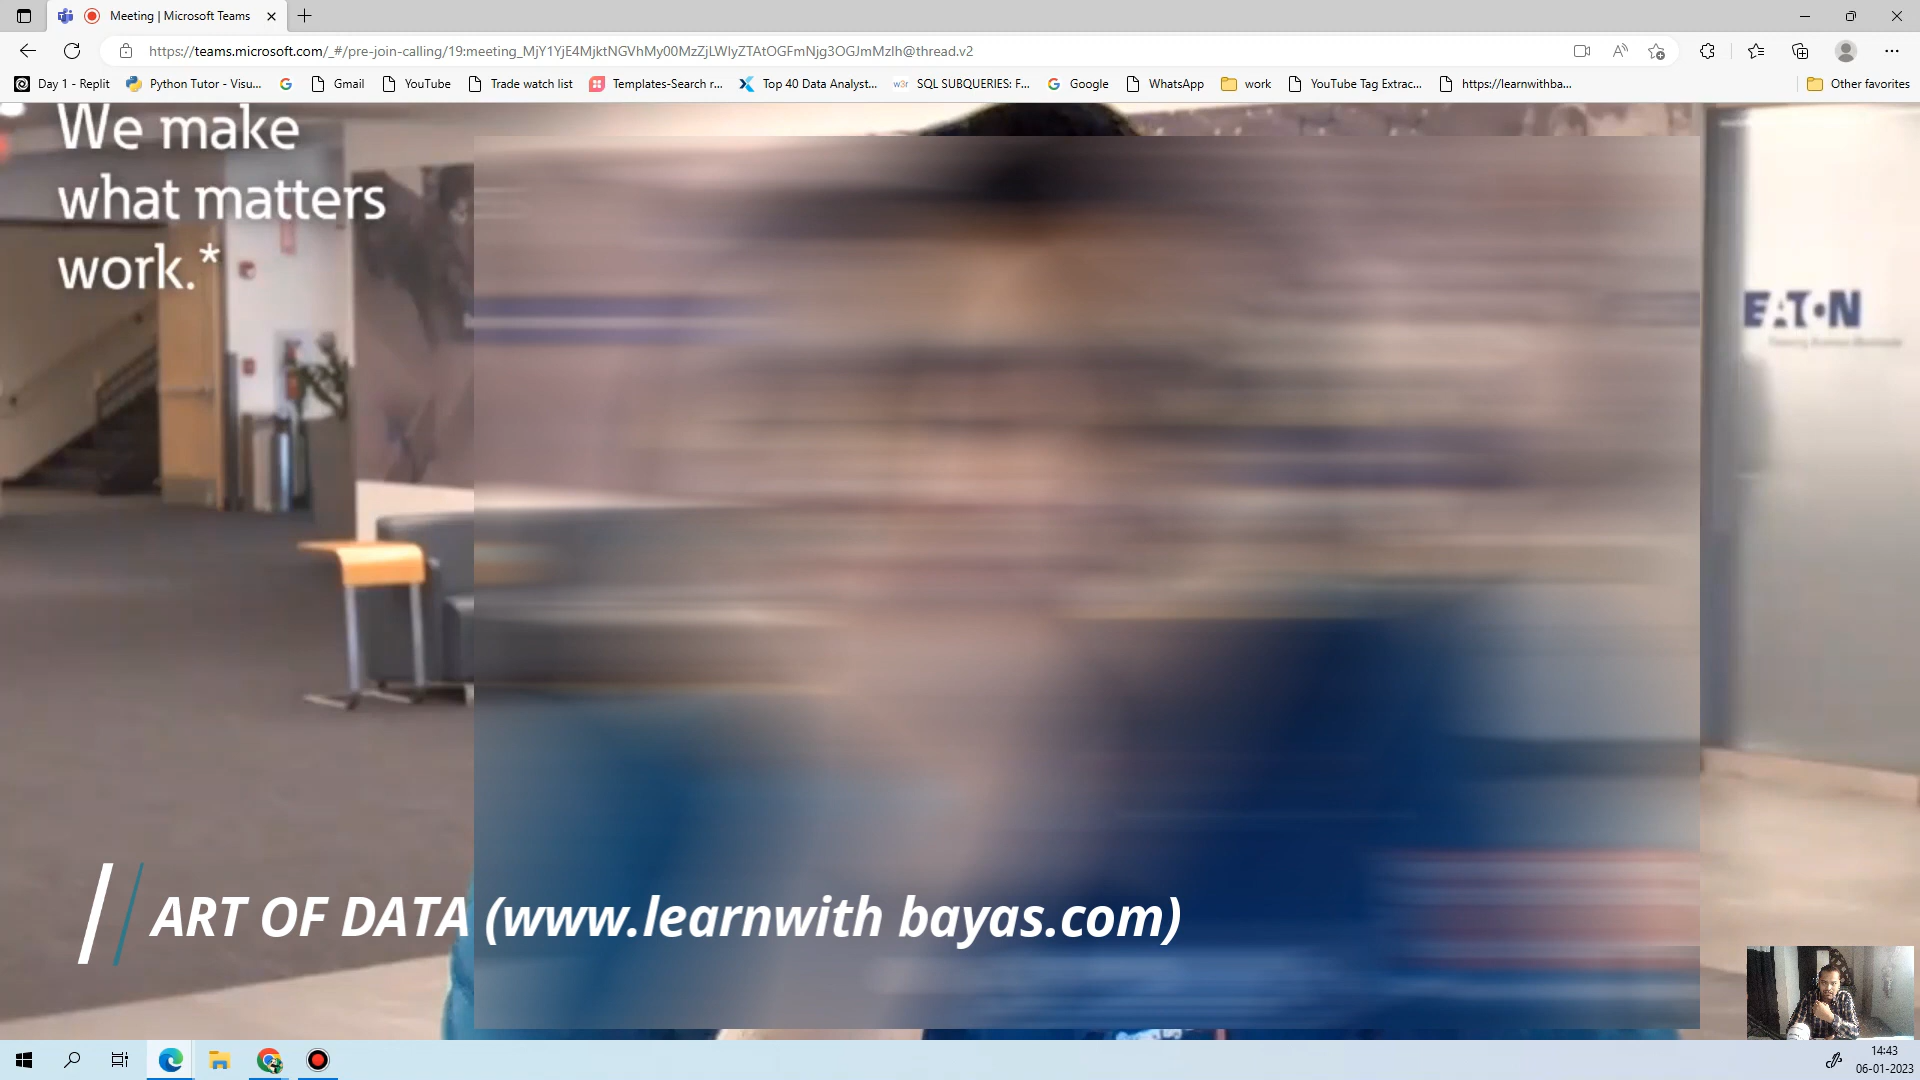 Meeting | Microsoft Teams
https://teams.microsoft.com/_#/pre-join-calling/19:meeting_MjY1YjE4MjktNGVhMy00MzZjLWIyZTAtOGFmNjg3OGJmMzlh@thread.v2
Day 1 - Replit
Python Tutor - Visu...
Gmail
YouTube
Trade watch list
Templates-Search r...
Top 40 Data Analyst...
w3r
SQL SUBQUERIES: F...
Google
WhatsApp
work
YouTube Tag Extrac...
https://learnwithba...
Other favorites
We make
what matters
work.*
EATON
ART OF DATA (www.learnwith bayas.com)
14:43
06-01-2023